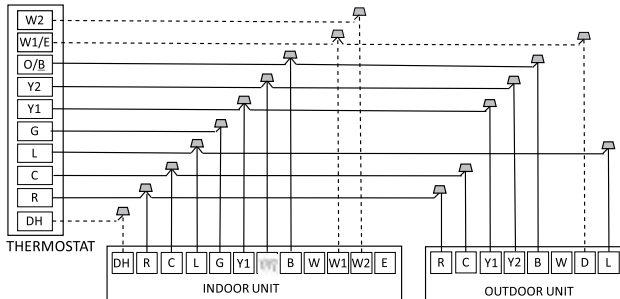 W2
W1/E
O/B
Y2
Y1
G
L
C
R
DH
THERMOSTAT
DH R C L G Y1 B W W1 W2 E
INDOOR UNIT
R C Y1 Y2 B W D L
OUTDOOR UNIT